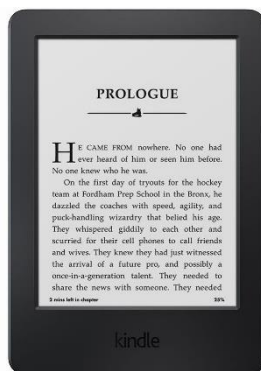 PROLOGUE
HE CAME FROM nowhere. No one had
ever heard of him or seen him before.
No one knew who he was.
On the first day of tryouts for the hockey
team at Fordham Prep School in the Bronx, he
dazzled the coaches with speed, agility, and
puck-handling wizardry that belied his age.
They whispered giddily to each other and
scurried for their cell phones to call friends
and wives. They knew they had just witnessed
the arrival of a future pro, and possibly a
once-in-a-generation talent. They needed to
share the news with someone. They needed
2 mins left in chapter 20%
kindle